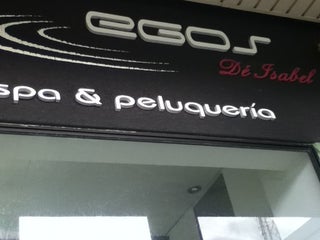 EGOS
Dé Isabel
spa & peluquería